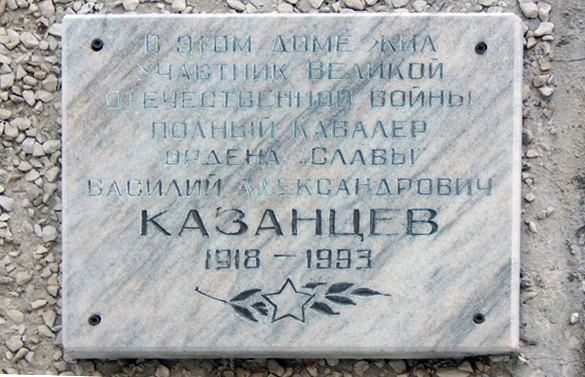 В ЭТОМ ДОМЕ ЖИЛ
УЧАСТНИК ВЕЛИКОЙ
ОТЕЧЕСТВЕННОЙ ВОЙНЫ
ПОЛНЫЙ КАВАЛЕР
ОРДЕНА „СЛАВЫ"
ВАСИЛИЙ АЛЕКСАНДРОВИЧ
КАЗАНЦЕВ
1918 – 1993